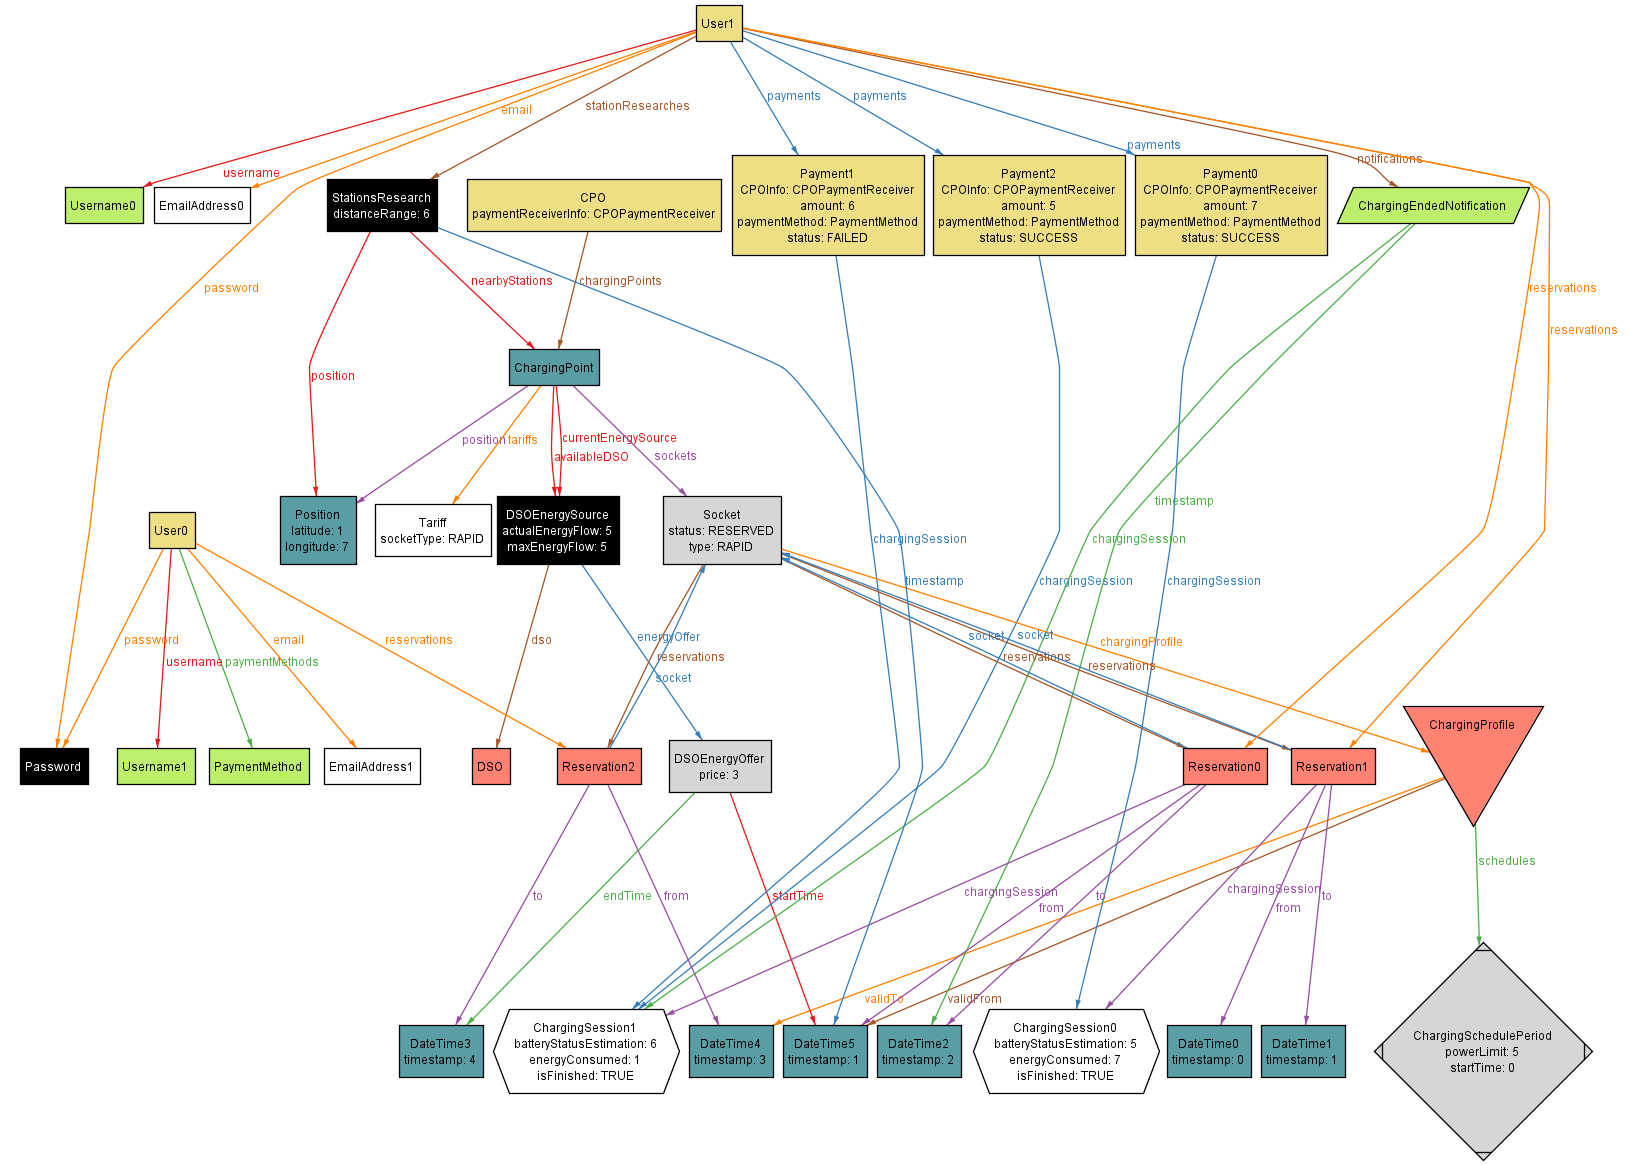 User1
email
stationResearches
payments
payments
payments
notifications
username
Username0
EmailAddress0
StationsResearch
distanceRange: 6
CPO
paymentReceiverInfo: CPOPaymentReceiver
Payment1
CPOInfo: CPOPaymentReceiver
amount: 6
paymentMethod: PaymentMethod
status: FAILED
Payment2
CPOInfo: CPOPaymentReceiver
amount: 5
paymentMethod: PaymentMethod
status: SUCCESS
Payment0
CPOInfo: CPOPaymentReceiver
amount: 7
paymentMethod: PaymentMethod
status: SUCCESS
ChargingEndedNotification
password
nearbyStations
chargingPoints
reservations
reservations
position
ChargingPoint
position
tariffs
currentEnergySource
availableDSO
sockets
timestamp
User0
Position
latitude: 1
longitude: 7
Tariff
socketType: RAPID
DSOEnergySource
actualEnergyFlow: 5
maxEnergyFlow: 5
Socket
status: RESERVED
type: RAPID
chargingSession
chargingSession
timestamp
chargingSession
chargingSession
password
username
paymentMethods
email
reservations
dso
energyOffer
reservations
socket
socket
socket
reservations
reservations
chargingProfile
Password
Username1
PaymentMethod
EmailAddress1
DSO
Reservation2
DSOEnergyOffer
price: 3
Reservation0
Reservation1
ChargingProfile
schedules
to
endTime
from
startTime
chargingSession
from
to
chargingSession
from
to
validTo
validFrom
DateTime3
timestamp: 4
ChargingSession1
batteryStatusEstimation: 6
energyConsumed: 1
isFinished: TRUE
DateTime4
timestamp: 3
DateTime5
timestamp: 1
DateTime2
timestamp: 2
ChargingSession0
batteryStatusEstimation: 5
energyConsumed: 7
isFinished: TRUE
DateTime0
timestamp: 0
DateTime1
timestamp: 1
ChargingSchedulePeriod
powerLimit: 5
startTime: 0